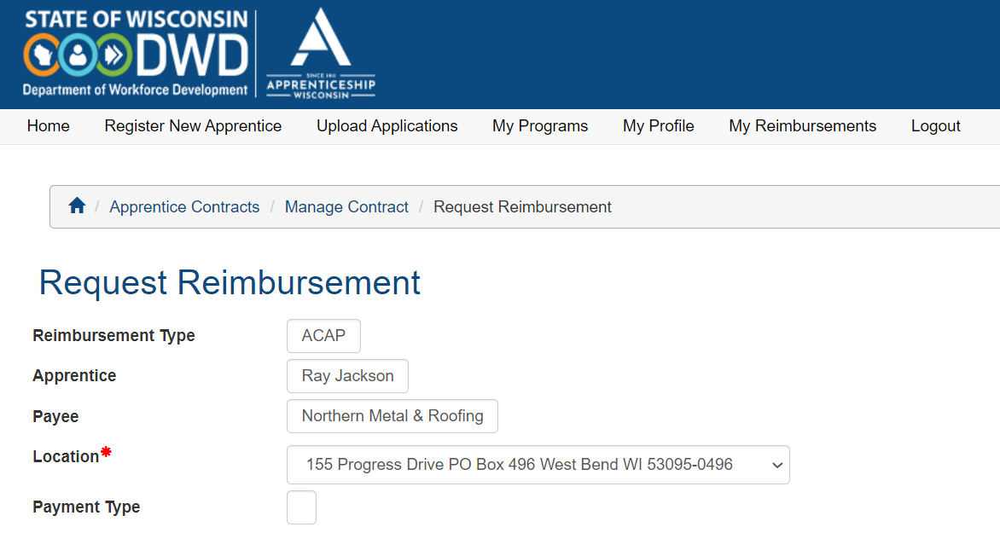 STATE OF WISCONSIN
DWD
Department of Workforce Development
SINCE 1911
APPRENTICESHIP
WISCONSIN
Home Register New Apprentice Upload Applications My Programs My Profile My Reimbursements Logout
/ Apprentice Contracts / Manage Contract / Request Reimbursement
Request Reimbursement
Reimbursement Type ACAP
Apprentice Ray Jackson
Payee Northern Metal & Roofing
Location* 155 Progress Drive PO Box 496 West Bend WI 53095-0496
Payment Type